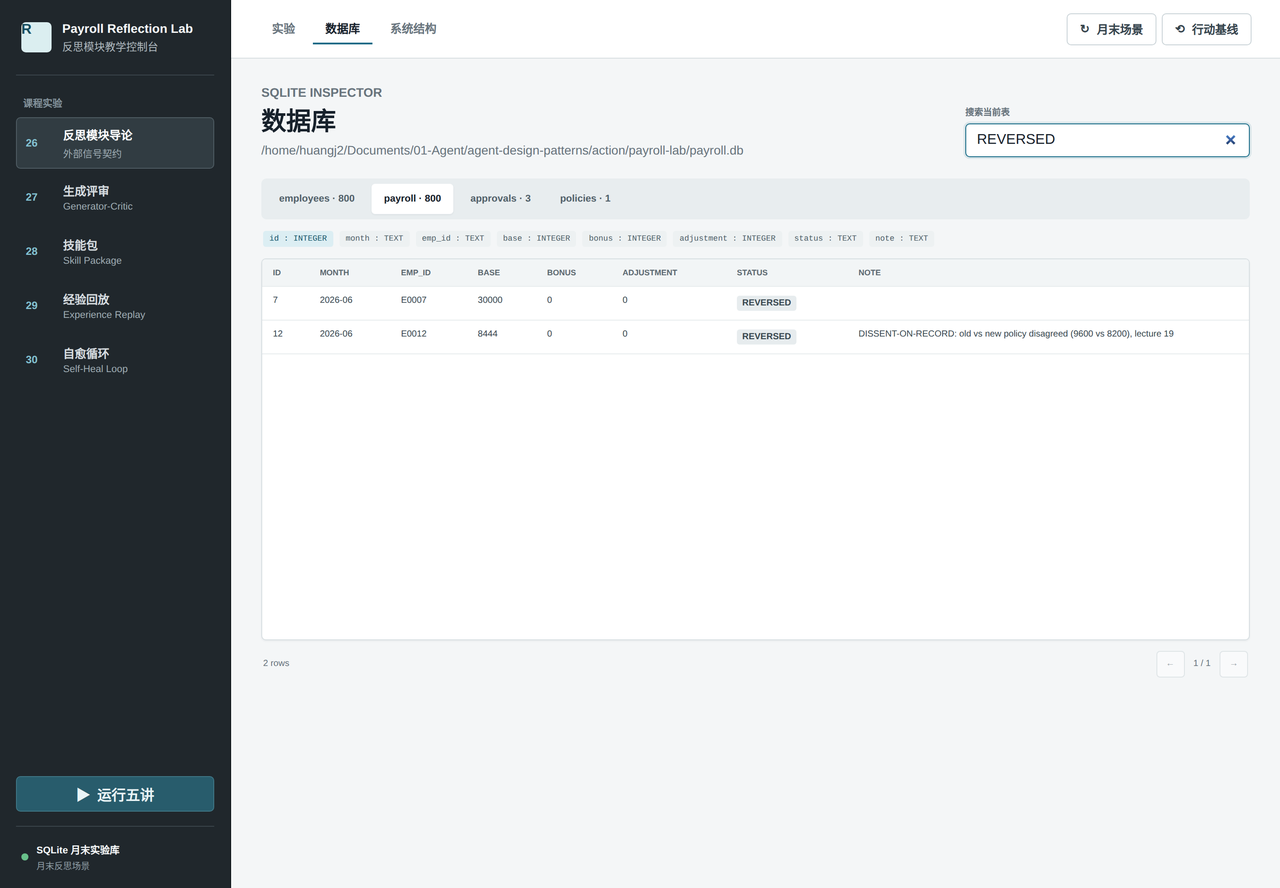 R
Payroll Reflection Lab
反思模块教学控制台
课程实验
26
反思模块导论
外部信号契约
27
生成评审
Generator-Critic
28
技能包
Skill Package
29
经验回放
Experience Replay
30
自愈循环
Self-Heal Loop
▶ 运行五讲
SQLite 月末实验库
月末反思场景
实验 数据库 系统结构
↻ 月末场景 ⟲ 行动基线
SQLITE INSPECTOR
数据库
/home/huangj2/Documents/01-Agent/agent-design-patterns/action/payroll-lab/payroll.db
搜索当前表
REVERSED
employees · 800 payroll · 800 approvals · 3 policies · 1
id : INTEGER month : TEXT emp_id : TEXT base : INTEGER bonus : INTEGER adjustment : INTEGER status : TEXT note : TEXT
ID MONTH EMP_ID BASE BONUS ADJUSTMENT STATUS NOTE
7 2026-06 E0007 30000 0 0 REVERSED
12 2026-06 E0012 8444 0 0 REVERSED DISSENT-ON-RECORD: old vs new policy disagreed (9600 vs 8200), lecture 19
2 rows
← 1 / 1 →